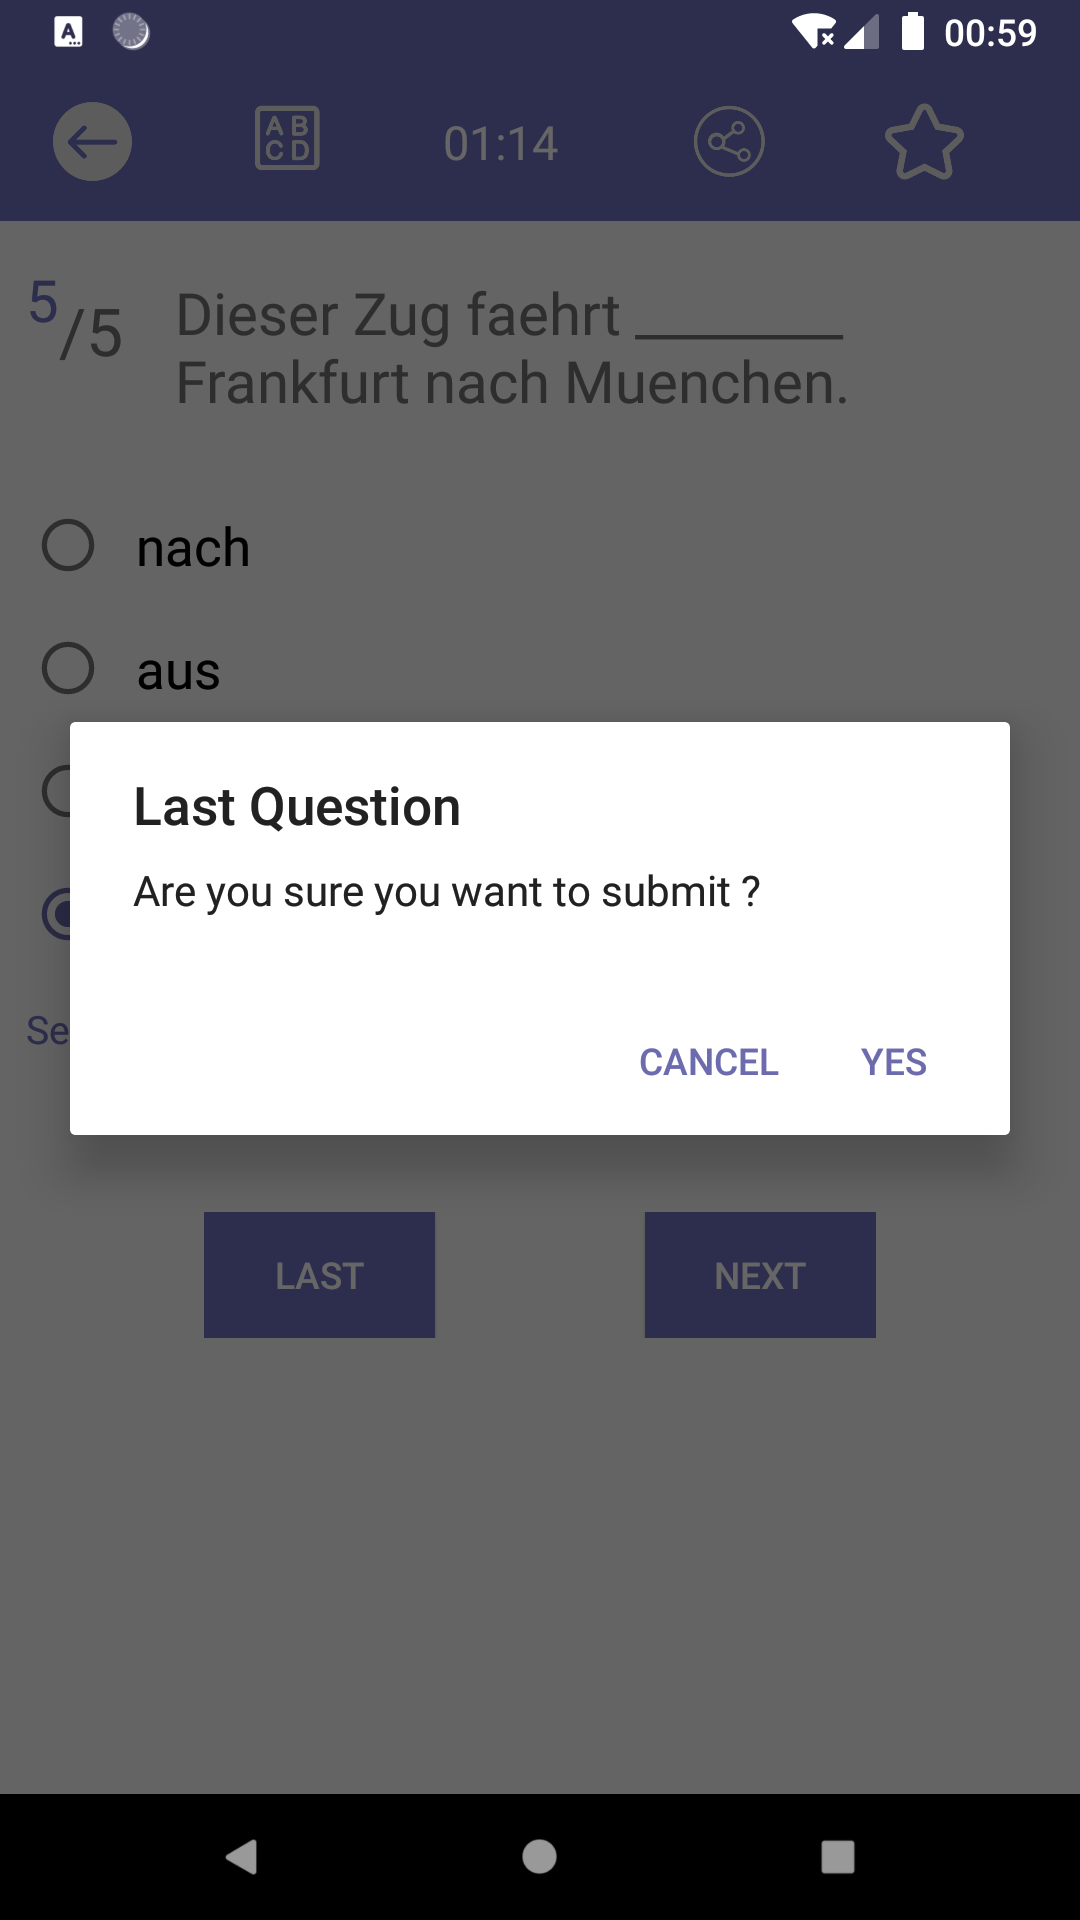 00:59
A B
C D
01:14
5/5
Dieser Zug faehrt ________
Frankfurt nach Muenchen.
nach
aus
Last Question
Are you sure you want to submit ?
Se
CANCEL YES
LAST NEXT